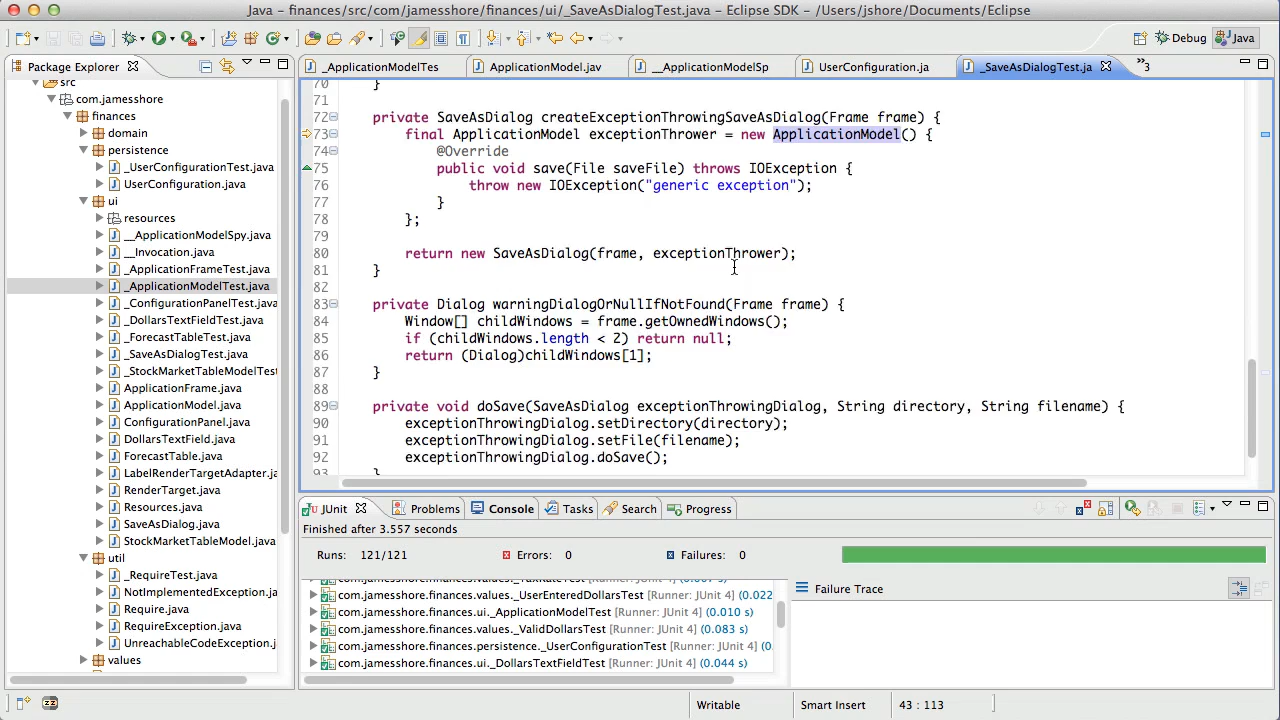 Java – finances/src/com/jamesshore/finances/ui/_SaveAsDialogTest.java – Eclipse SDK – /Users/jshore/Documents/Eclipse
Debug
Java
Package Explorer
src
com.jamesshore
finances
domain
persistence
_UserConfigurationTest.java
UserConfiguration.java
ui
resources
__ApplicationModelSpy.java
__Invocation.java
_ApplicationFrameTest.java
_ApplicationModelTest.java
_ConfigurationPanelTest.java
_DollarsTextFieldTest.java
_ForecastTableTest.java
_SaveAsDialogTest.java
_StockMarketTableModelTest
ApplicationFrame.java
ApplicationModel.java
ConfigurationPanel.java
DollarsTextField.java
ForecastTable.java
LabelRenderTargetAdapter.ja
RenderTarget.java
Resources.java
SaveAsDialog.java
StockMarketTableModel.java
util
_RequireTest.java
NotImplementedException.ja
Require.java
RequireException.java
UnreachableCodeException.j
values
_ApplicationModelTes
ApplicationModel.jav
__ApplicationModelSp
UserConfiguration.ja
_SaveAsDialogTest.ja
»3
70 }
71
72 private SaveAsDialog createExceptionThrowingSaveAsDialog(Frame frame) {
73 final ApplicationModel exceptionThrower = new ApplicationModel() {
74 @Override
75 public void save(File saveFile) throws IOException {
76 throw new IOException("generic exception");
77 }
78 };
79
80 return new SaveAsDialog(frame, exceptionThrower);
81 }
82
83 private Dialog warningDialogOrNullIfNotFound(Frame frame) {
84 Window[] childWindows = frame.getOwnedWindows();
85 if (childWindows.length < 2) return null;
86 return (Dialog)childWindows[1];
87 }
88
89 private void doSave(SaveAsDialog exceptionThrowingDialog, String directory, String filename) {
90 exceptionThrowingDialog.setDirectory(directory);
91 exceptionThrowingDialog.setFile(filename);
92 exceptionThrowingDialog.doSave();
93 }
JUnit
Problems
Console
Tasks
Search
Progress
Finished after 3.557 seconds
Runs: 121/121
Errors: 0
Failures: 0
com.jamesshore.finances.values._TaxRateTest [Runner: JUnit 4] (0.007 s)
com.jamesshore.finances.values._UserEnteredDollarsTest [Runner: JUnit 4] (0.022
com.jamesshore.finances.ui._ApplicationModelTest [Runner: JUnit 4] (0.010 s)
com.jamesshore.finances.values._ValidDollarsTest [Runner: JUnit 4] (0.083 s)
com.jamesshore.finances.persistence._UserConfigurationTest [Runner: JUnit 4] (0.
com.jamesshore.finances.ui._DollarsTextFieldTest [Runner: JUnit 4] (0.044 s)
Failure Trace
Writable
Smart Insert
43 : 113